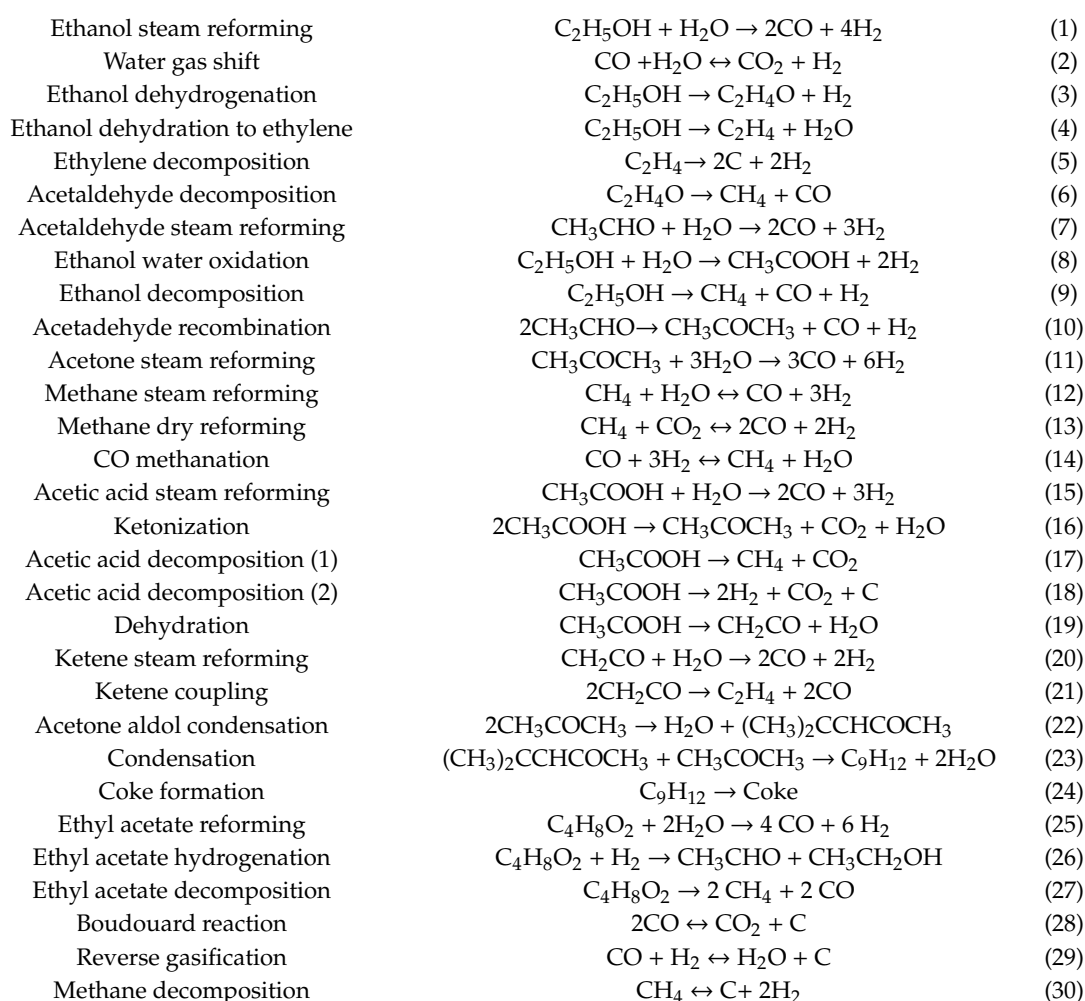 Ethanol steam reforming C₂H₅OH + H₂O → 2CO + 4H₂ (1)
Water gas shift CO +H₂O ↔ CO₂ + H₂ (2)
Ethanol dehydrogenation C₂H₅OH → C₂H₄O + H₂ (3)
Ethanol dehydration to ethylene C₂H₅OH → C₂H₄ + H₂O (4)
Ethylene decomposition C₂H₄→ 2C + 2H₂ (5)
Acetaldehyde decomposition C₂H₄O → CH₄ + CO (6)
Acetaldehyde steam reforming CH₃CHO + H₂O → 2CO + 3H₂ (7)
Ethanol water oxidation C₂H₅OH + H₂O → CH₃COOH + 2H₂ (8)
Ethanol decomposition C₂H₅OH → CH₄ + CO + H₂ (9)
Acetadehyde recombination 2CH₃CHO→ CH₃COCH₃ + CO + H₂ (10)
Acetone steam reforming CH₃COCH₃ + 3H₂O → 3CO + 6H₂ (11)
Methane steam reforming CH₄ + H₂O ↔ CO + 3H₂ (12)
Methane dry reforming CH₄ + CO₂ ↔ 2CO + 2H₂ (13)
CO methanation CO + 3H₂ ↔ CH₄ + H₂O (14)
Acetic acid steam reforming CH₃COOH + H₂O → 2CO + 3H₂ (15)
Ketonization 2CH₃COOH → CH₃COCH₃ + CO₂ + H₂O (16)
Acetic acid decomposition (1) CH₃COOH → CH₄ + CO₂ (17)
Acetic acid decomposition (2) CH₃COOH → 2H₂ + CO₂ + C (18)
Dehydration CH₃COOH → CH₂CO + H₂O (19)
Ketene steam reforming CH₂CO + H₂O → 2CO + 2H₂ (20)
Ketene coupling 2CH₂CO → C₂H₄ + 2CO (21)
Acetone aldol condensation 2CH₃COCH₃ → H₂O + (CH₃)₂CCHCOCH₃ (22)
Condensation (CH₃)₂CCHCOCH₃ + CH₃COCH₃ → C₉H₁₂ + 2H₂O (23)
Coke formation C₉H₁₂ → Coke (24)
Ethyl acetate reforming C₄H₈O₂ + 2H₂O → 4 CO + 6 H₂ (25)
Ethyl acetate hydrogenation C₄H₈O₂ + H₂ → CH₃CHO + CH₃CH₂OH (26)
Ethyl acetate decomposition C₄H₈O₂ → 2 CH₄ + 2 CO (27)
Boudouard reaction 2CO ↔ CO₂ + C (28)
Reverse gasification CO + H₂ ↔ H₂O + C (29)
Methane decomposition CH₄ ↔ C+ 2H₂ (30)